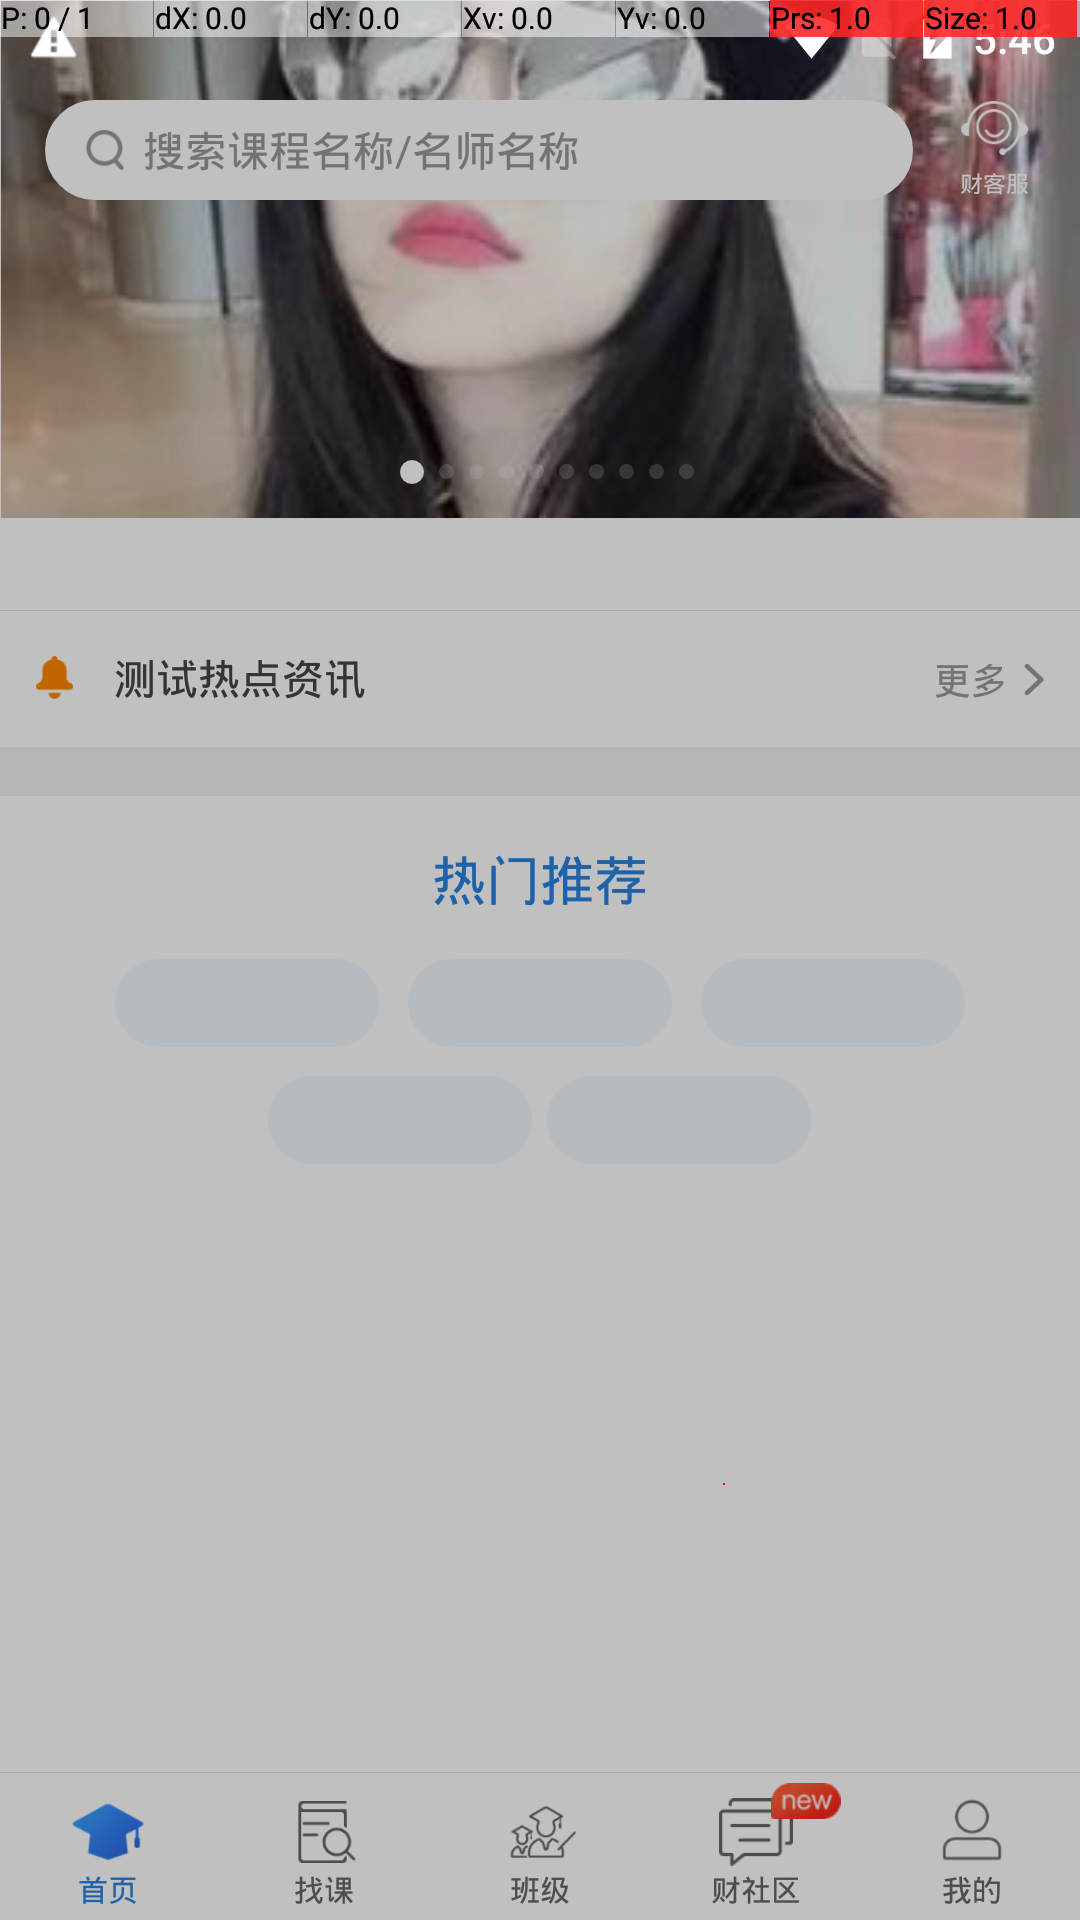 P: 0 / 1 dX: 0.0 dY: 0.0 Xv: 0.0 Yv: 0.0 Prs: 1.0 Size: 1.0
5:46
搜索课程名称/名师名称
财客服
测试热点资讯 更多
热门推荐
new
首页 找课 班级 财社区 我的